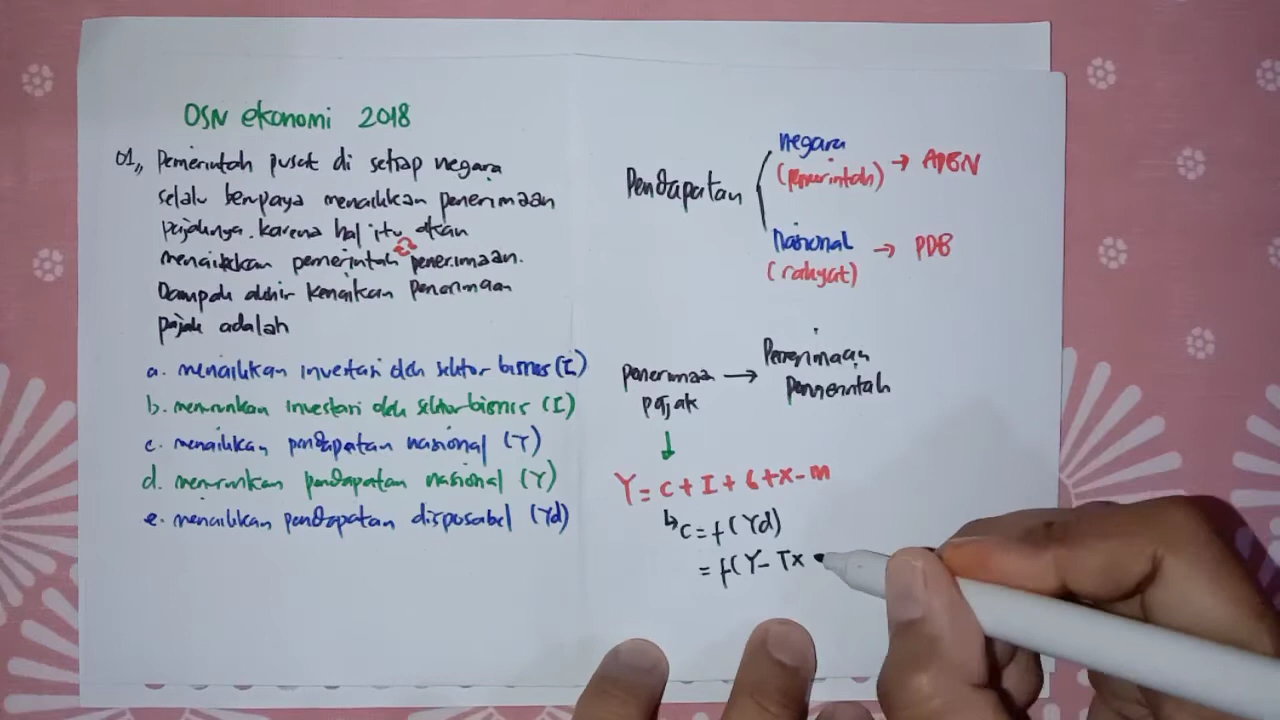 OSN ekonomi 2018
01,, Pemerintah pusat di setiap negara
selalu berupaya menaikkan penerimaan
pajaknya. karena hal itu akan
menaikkan pemerintah penerimaan.
Dampak akhir kenaikan penerimaan
pajak adalah
a. menaikkan investasi oleh sektor bisnis (I)
b. menurunkan investasi oleh sektor bisnis (I)
c. menaikkan pendapatan nasional (Y)
d. menurunkan pendapatan nasional (Y)
e. menaikkan pendapatan disposabel (Yd)
Pendapatan
negara
(pemerintah) → APBN
nasional → PDB
(rakyat)
penerimaan pajak → Penerimaan Pemerintah
↓
Y = C + I + G + X - M
↳ C = f(Yd)
= f(Y - Tx